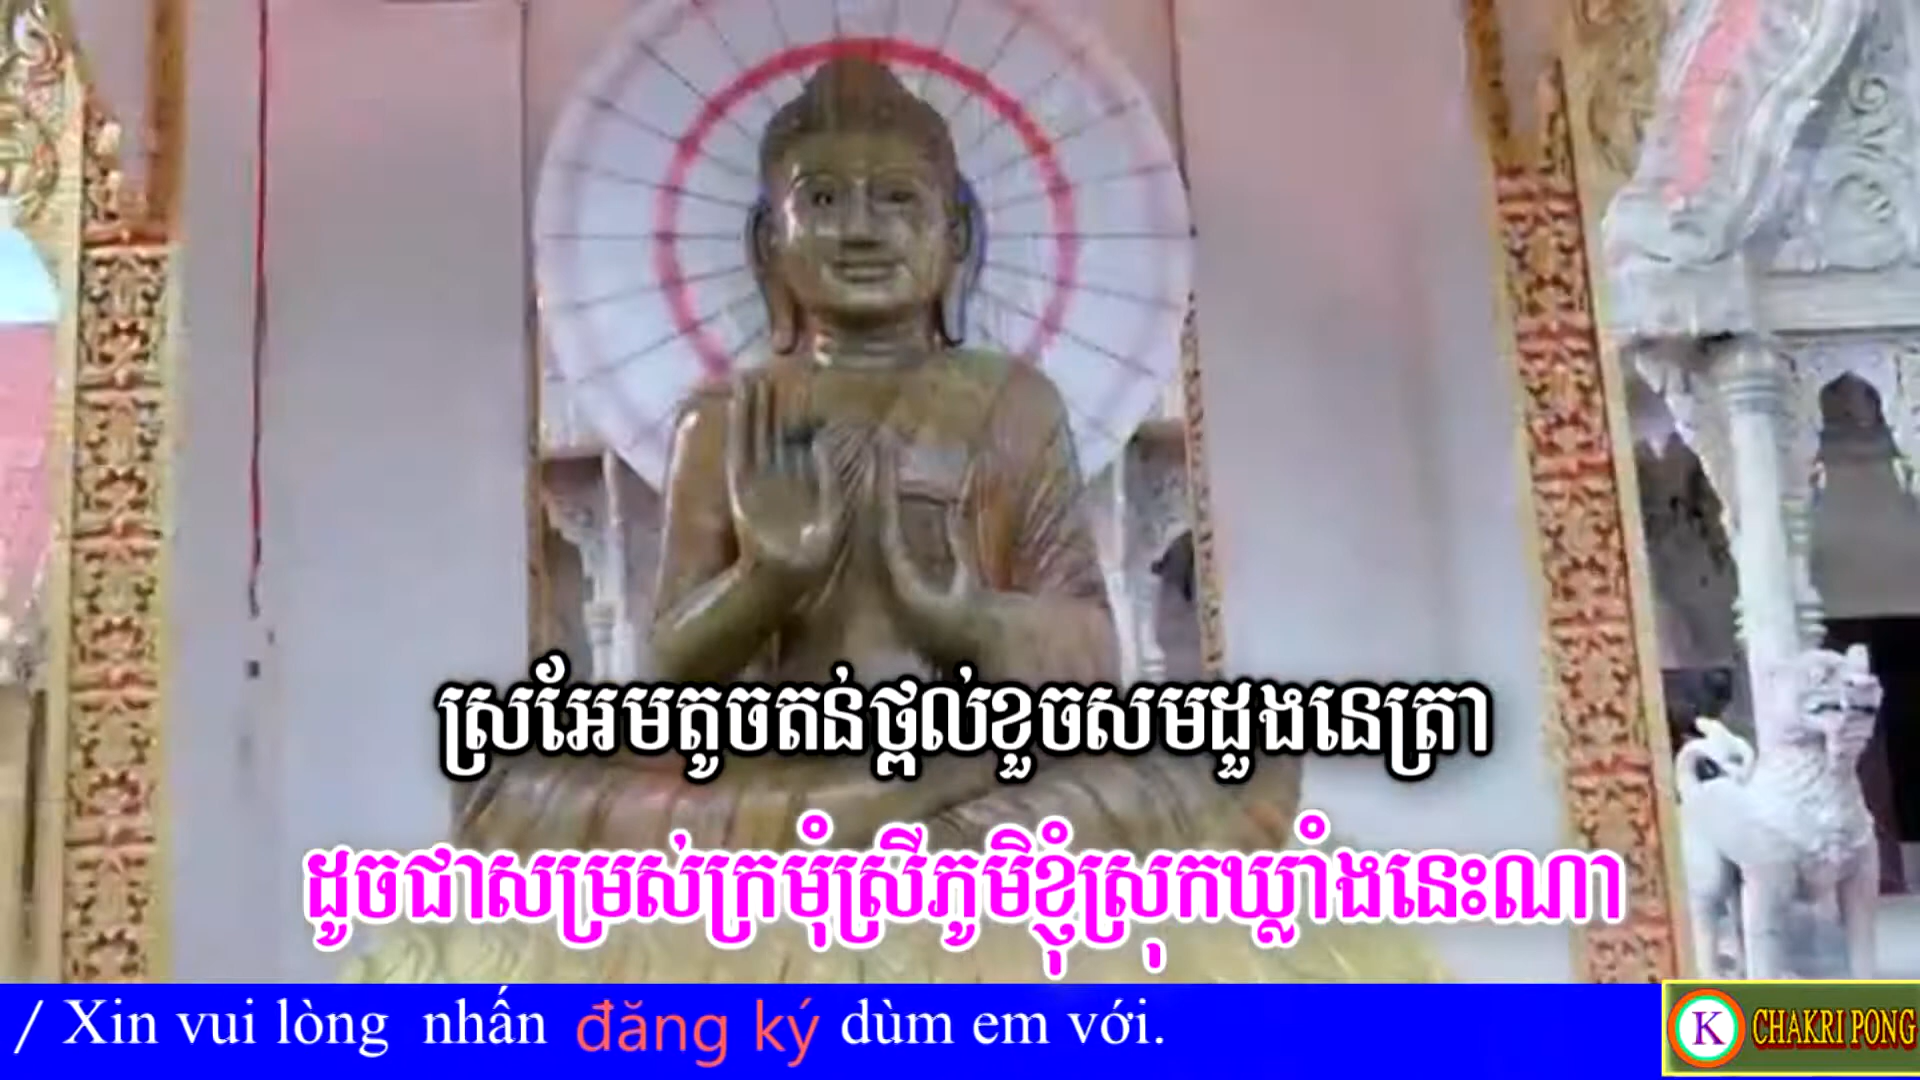 ស្រអែមតូចតន់ថ្ពល់ខួចសមដួងនេត្រា
ដូចជាសម្រស់ក្រមុំស្រីភូមិខ្ញុំស្រុកឃ្លាំងនេះណា
/ Xin vui lòng nhấn đăng ký dùm em với.
K CHAKRI PONG